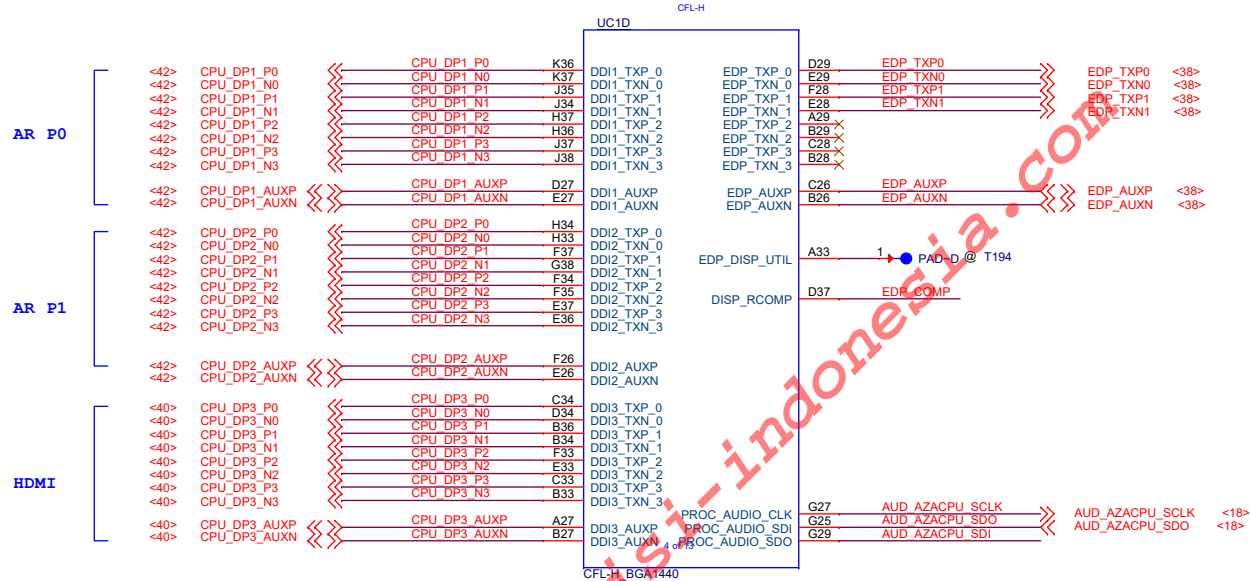 CFL-H
UC1D
AR P0
<42> CPU_DP1_P0 CPU_DP1_P0 K36 DDI1_TXP_0
<42> CPU_DP1_N0 CPU_DP1_N0 K37 DDI1_TXN_0
<42> CPU_DP1_P1 CPU_DP1_P1 J35 DDI1_TXP_1
<42> CPU_DP1_N1 CPU_DP1_N1 J34 DDI1_TXN_1
<42> CPU_DP1_P2 CPU_DP1_P2 H37 DDI1_TXP_2
<42> CPU_DP1_N2 CPU_DP1_N2 H36 DDI1_TXN_2
<42> CPU_DP1_P3 CPU_DP1_P3 J37 DDI1_TXP_3
<42> CPU_DP1_N3 CPU_DP1_N3 J38 DDI1_TXN_3
<42> CPU_DP1_AUXP CPU_DP1_AUXP D27 DDI1_AUXP
<42> CPU_DP1_AUXN CPU_DP1_AUXN E27 DDI1_AUXN
AR P1
<42> CPU_DP2_P0 CPU_DP2_P0 H34 DDI2_TXP_0
<42> CPU_DP2_N0 CPU_DP2_N0 H33 DDI2_TXN_0
<42> CPU_DP2_P1 CPU_DP2_P1 F37 DDI2_TXP_1
<42> CPU_DP2_N1 CPU_DP2_N1 G38 DDI2_TXN_1
<42> CPU_DP2_P2 CPU_DP2_P2 F34 DDI2_TXP_2
<42> CPU_DP2_N2 CPU_DP2_N2 F35 DDI2_TXN_2
<42> CPU_DP2_P3 CPU_DP2_P3 E37 DDI2_TXP_3
<42> CPU_DP2_N3 CPU_DP2_N3 E36 DDI2_TXN_3
<42> CPU_DP2_AUXP CPU_DP2_AUXP F26 DDI2_AUXP
<42> CPU_DP2_AUXN CPU_DP2_AUXN E26 DDI2_AUXN
HDMI
<40> CPU_DP3_P0 CPU_DP3_P0 C34 DDI3_TXP_0
<40> CPU_DP3_N0 CPU_DP3_N0 D34 DDI3_TXN_0
<40> CPU_DP3_P1 CPU_DP3_P1 B36 DDI3_TXP_1
<40> CPU_DP3_N1 CPU_DP3_N1 B34 DDI3_TXN_1
<40> CPU_DP3_P2 CPU_DP3_P2 F33 DDI3_TXP_2
<40> CPU_DP3_N2 CPU_DP3_N2 E33 DDI3_TXN_2
<40> CPU_DP3_P3 CPU_DP3_P3 C33 DDI3_TXP_3
<40> CPU_DP3_N3 CPU_DP3_N3 B33 DDI3_TXN_3
<40> CPU_DP3_AUXP CPU_DP3_AUXP A27 DDI3_AUXP
<40> CPU_DP3_AUXN CPU_DP3_AUXN B27 DDI3_AUXN
EDP_TXP_0 D29 EDP_TXP0 EDP_TXP0 <38>
EDP_TXN_0 E29 EDP_TXN0 EDP_TXN0 <38>
EDP_TXP_1 F28 EDP_TXP1 EDP_TXP1 <38>
EDP_TXN_1 E28 EDP_TXN1 EDP_TXN1 <38>
EDP_TXP_2 A29
EDP_TXN_2 B29
EDP_TXP_3 C28
EDP_TXN_3 B28
EDP_AUXP C26 EDP_AUXP EDP_AUXP <38>
EDP_AUXN B26 EDP_AUXN EDP_AUXN <38>
EDP_DISP_UTIL A33 1 PAD~D @ T194
DISP_RCOMP D37 EDP_COMP
PROC_AUDIO_CLK G27 AUD_AZACPU_SCLK AUD_AZACPU_SCLK <18>
PROC_AUDIO_SDI G25 AUD_AZACPU_SDO AUD_AZACPU_SDO <18>
PROC_AUDIO_SDO G29 AUD_AZACPU_SDI
4 of 13
CFL-H_BGA1440
si-indonesia.com